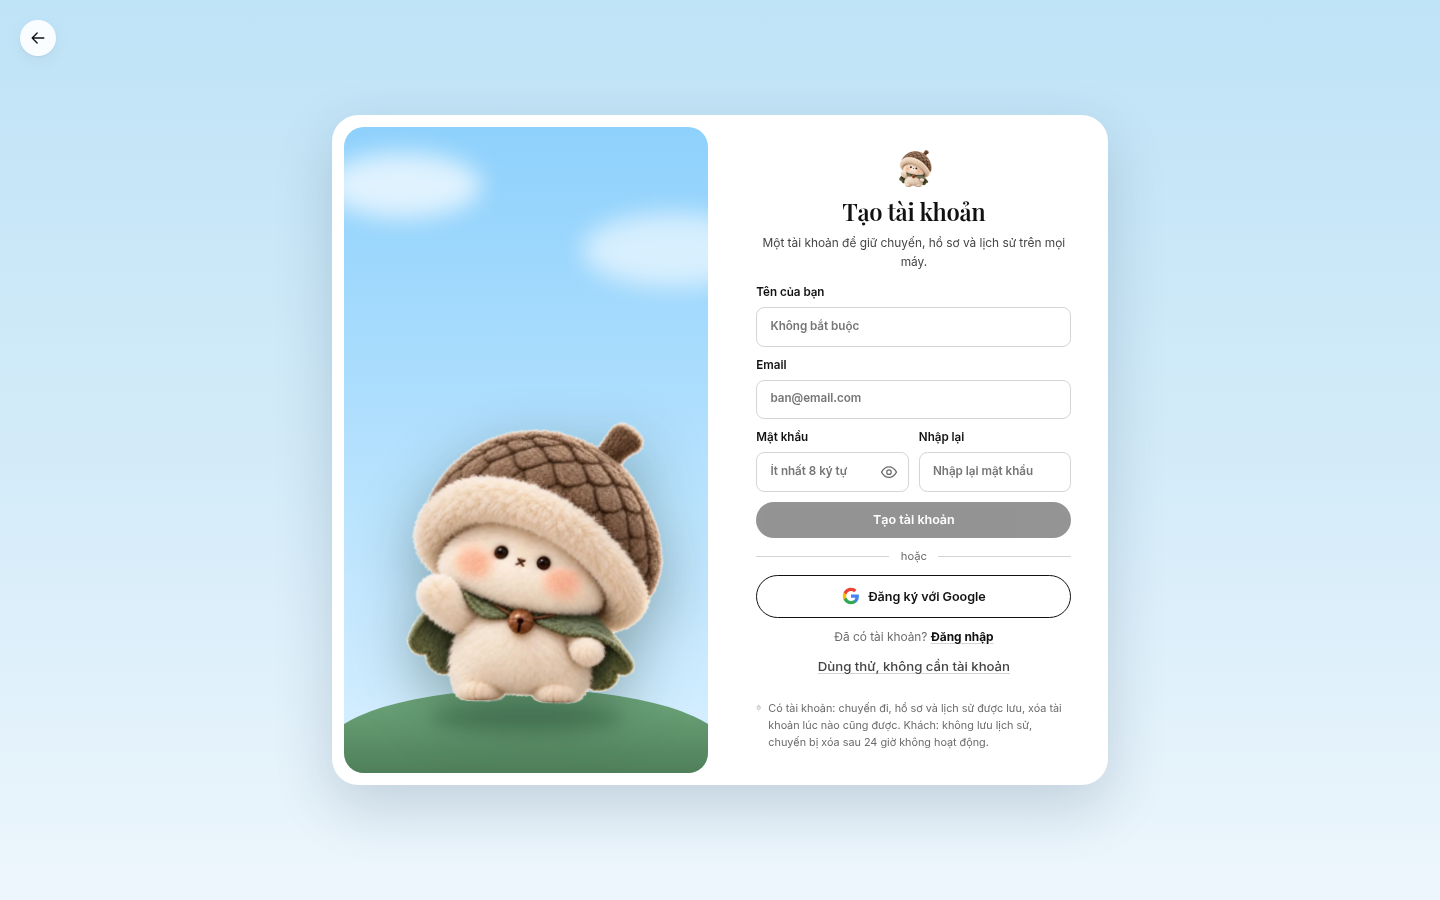 Tạo tài khoản
Một tài khoản để giữ chuyến, hồ sơ và lịch sử trên mọi
máy.
Tên của bạn
Không bắt buộc
Email
ban@email.com
Mật khẩu
Nhập lại
Ít nhất 8 ký tự
Nhập lại mật khẩu
Tạo tài khoản
hoặc
Đăng ký với Google
Đã có tài khoản? Đăng nhập
Dùng thử, không cần tài khoản
Có tài khoản: chuyến đi, hồ sơ và lịch sử được lưu, xóa tài
khoản lúc nào cũng được. Khách: không lưu lịch sử,
chuyến bị xóa sau 24 giờ không hoạt động.